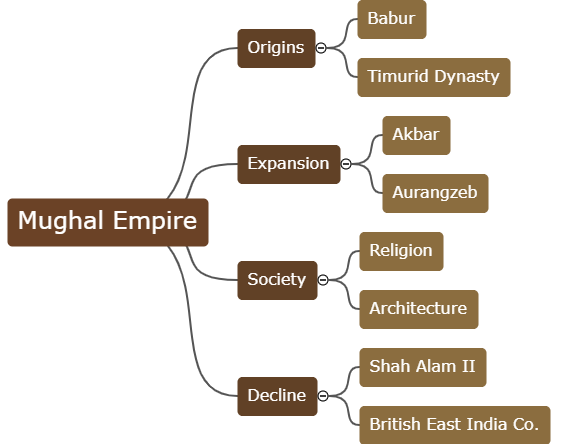 Mughal Empire
Origins
Babur
Timurid Dynasty
Expansion
Akbar
Aurangzeb
Society
Religion
Architecture
Decline
Shah Alam II
British East India Co.